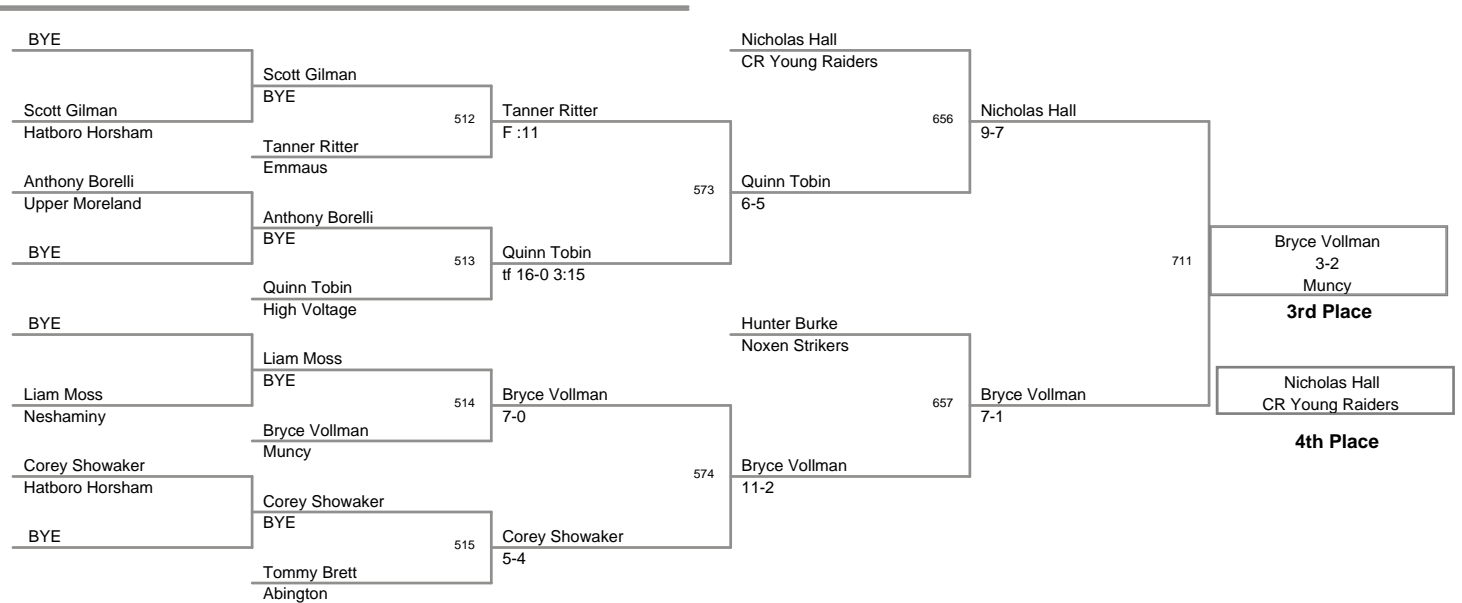 BYE
Scott Gilman
Hatboro Horsham
Anthony Borelli
Upper Moreland
BYE
BYE
Liam Moss
Neshaminy
Corey Showaker
Hatboro Horsham
BYE
Scott Gilman
BYE
512
Tanner Ritter
Emmaus
Anthony Borelli
BYE
513
Quinn Tobin
High Voltage
Liam Moss
BYE
514
Bryce Vollman
Muncy
Corey Showaker
BYE
515
Tommy Brett
Abington
Tanner Ritter
F :11
573
Quinn Tobin
tf 16-0 3:15
Bryce Vollman
7-0
574
Corey Showaker
5-4
Nicholas Hall
CR Young Raiders
656
Quinn Tobin
6-5
Hunter Burke
Noxen Strikers
657
Bryce Vollman
11-2
Nicholas Hall
9-7
711
Bryce Vollman
7-1
Bryce Vollman
3-2
Muncy
3rd Place
Nicholas Hall
CR Young Raiders
4th Place